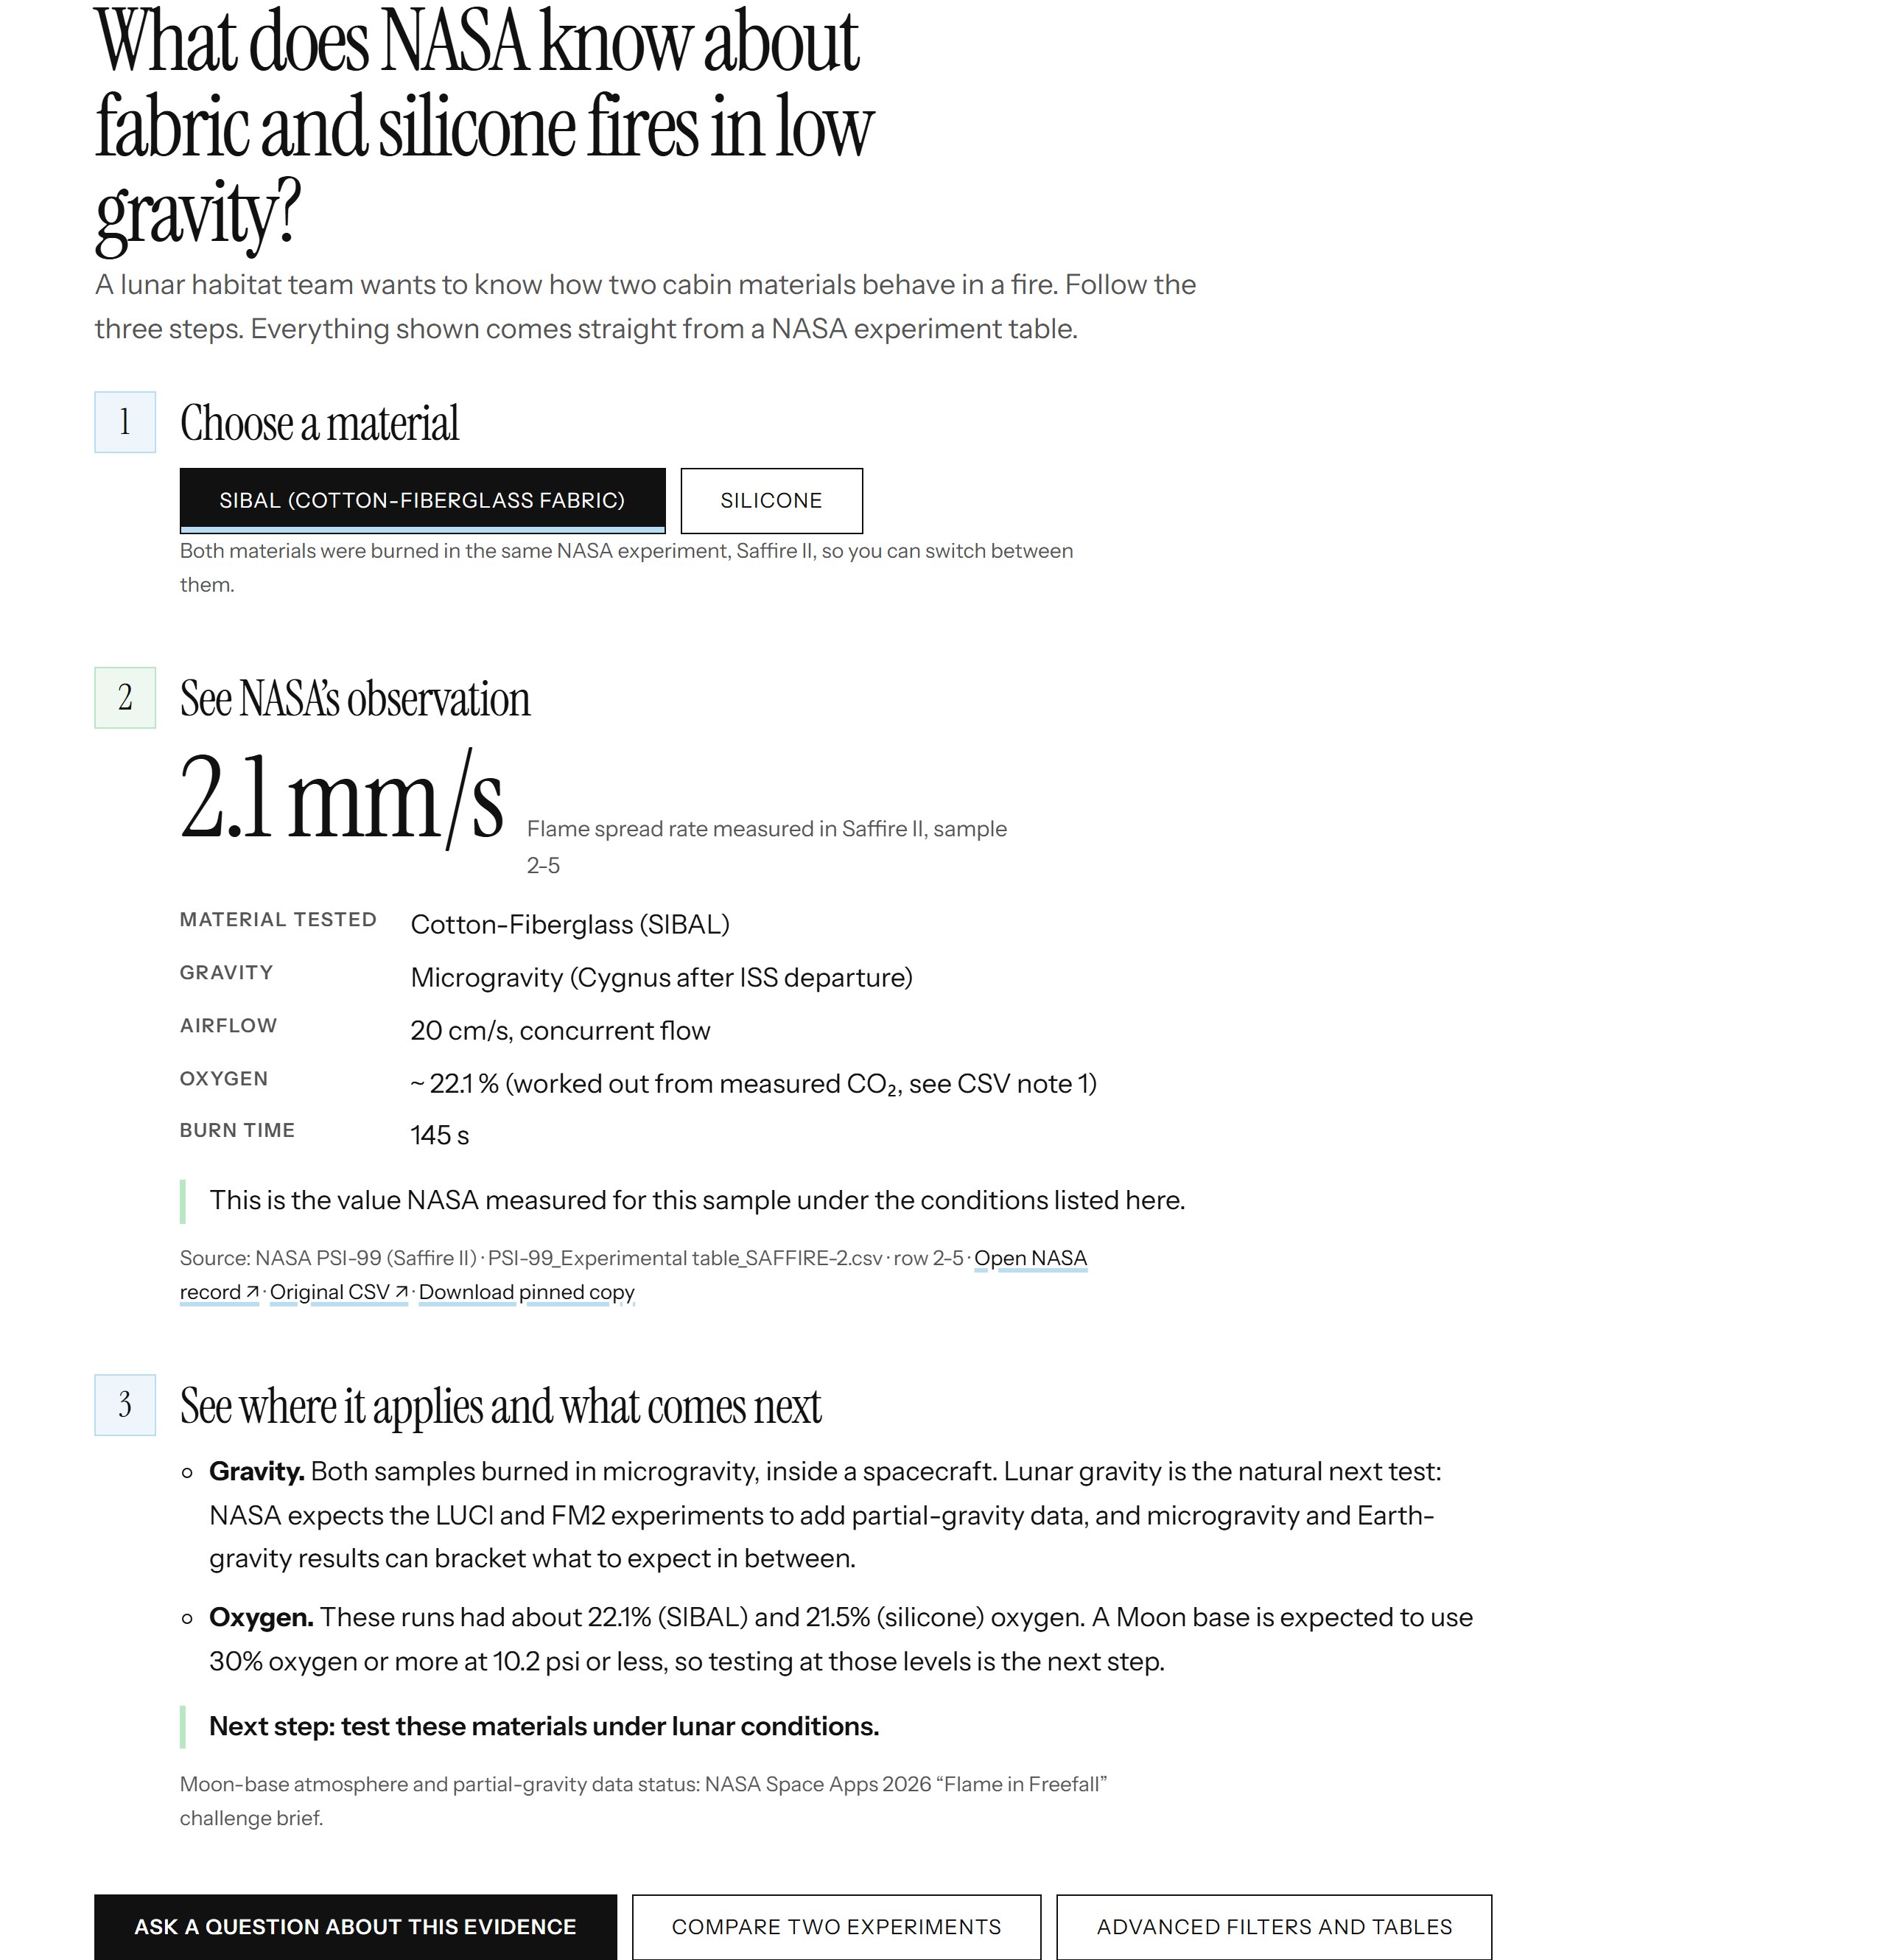 What does NASA know about
fabric and silicone fires in low
gravity?
A lunar habitat team wants to know how two cabin materials behave in a fire. Follow the
three steps. Everything shown comes straight from a NASA experiment table.
1
Choose a material
SIBAL (COTTON-FIBERGLASS FABRIC)
SILICONE
Both materials were burned in the same NASA experiment, Saffire II, so you can switch between
them.
2
See NASA’s observation
2.1 mm/s
Flame spread rate measured in Saffire II, sample
2-5
MATERIAL TESTED Cotton-Fiberglass (SIBAL)
GRAVITY Microgravity (Cygnus after ISS departure)
AIRFLOW 20 cm/s, concurrent flow
OXYGEN ~ 22.1 % (worked out from measured CO₂, see CSV note 1)
BURN TIME 145 s
This is the value NASA measured for this sample under the conditions listed here.
Source: NASA PSI-99 (Saffire II) · PSI-99_Experimental table_SAFFIRE-2.csv · row 2-5 · Open NASA
record ↗ · Original CSV ↗ · Download pinned copy
3
See where it applies and what comes next
Gravity. Both samples burned in microgravity, inside a spacecraft. Lunar gravity is the natural next test:
NASA expects the LUCI and FM2 experiments to add partial-gravity data, and microgravity and Earth-
gravity results can bracket what to expect in between.
Oxygen. These runs had about 22.1% (SIBAL) and 21.5% (silicone) oxygen. A Moon base is expected to use
30% oxygen or more at 10.2 psi or less, so testing at those levels is the next step.
Next step: test these materials under lunar conditions.
Moon-base atmosphere and partial-gravity data status: NASA Space Apps 2026 “Flame in Freefall”
challenge brief.
ASK A QUESTION ABOUT THIS EVIDENCE
COMPARE TWO EXPERIMENTS
ADVANCED FILTERS AND TABLES